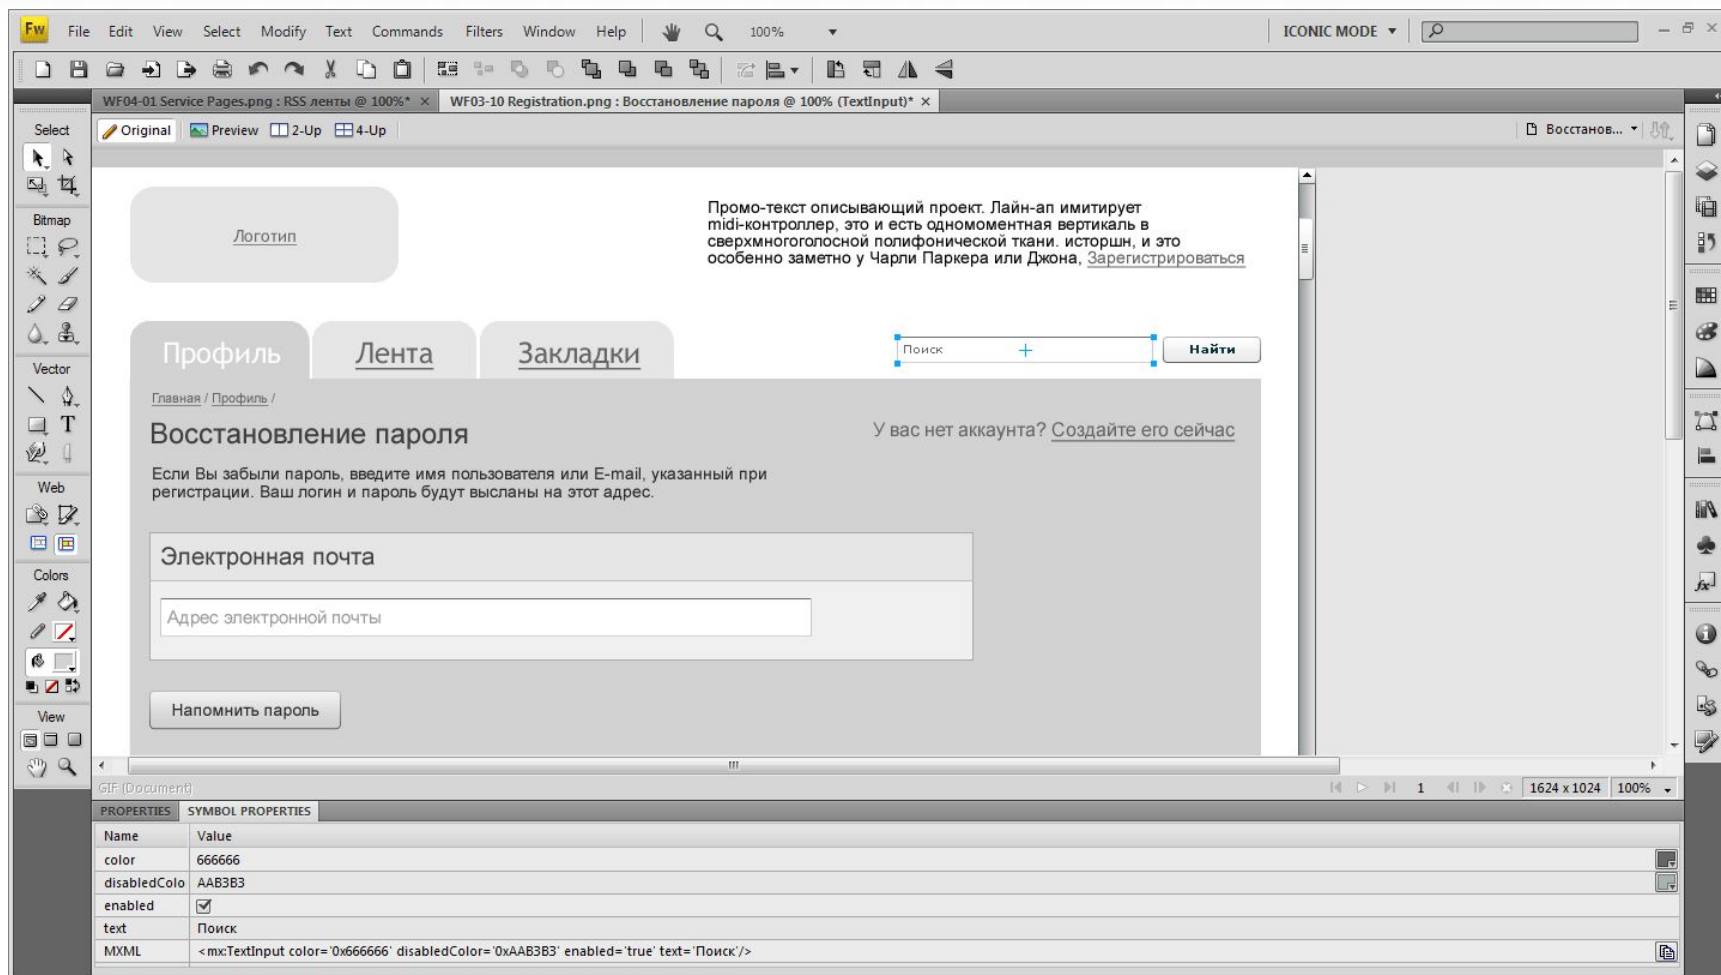 Fw File Edit View Select Modify Text Commands Filters Window Help 100% ICONIC MODE
WF04-01 Service Pages.png : RSS ленты @ 100%* × WF03-10 Registration.png : Восстановление пароля @ 100% (TextInput)* ×
Select Original Preview 2-Up 4-Up Восстанов...
Bitmap
Vector
Web
Colors
View
Логотип
Промо-текст описывающий проект. Лайн-ап имитирует
midi-контроллер, это и есть одномоментная вертикаль в
сверхмногоголосной полифонической ткани. исторшн, и это
особенно заметно у Чарли Паркера или Джона, Зарегистрироваться
Профиль Лента Закладки Поиск Найти
Главная / Профиль /
Восстановление пароля
У вас нет аккаунта? Создайте его сейчас
Если Вы забыли пароль, введите имя пользователя или E-mail, указанный при
регистрации. Ваш логин и пароль будут высланы на этот адрес.
Электронная почта
Адрес электронной почты
Напомнить пароль
GIF (Document) 1 1624 x 1024 100%
PROPERTIES SYMBOL PROPERTIES
Name Value
color 666666
disabledColo AAB3B3
enabled
text Поиск
MXML <mx:TextInput color='0x666666' disabledColor='0xAAB3B3' enabled='true' text='Поиск'/>